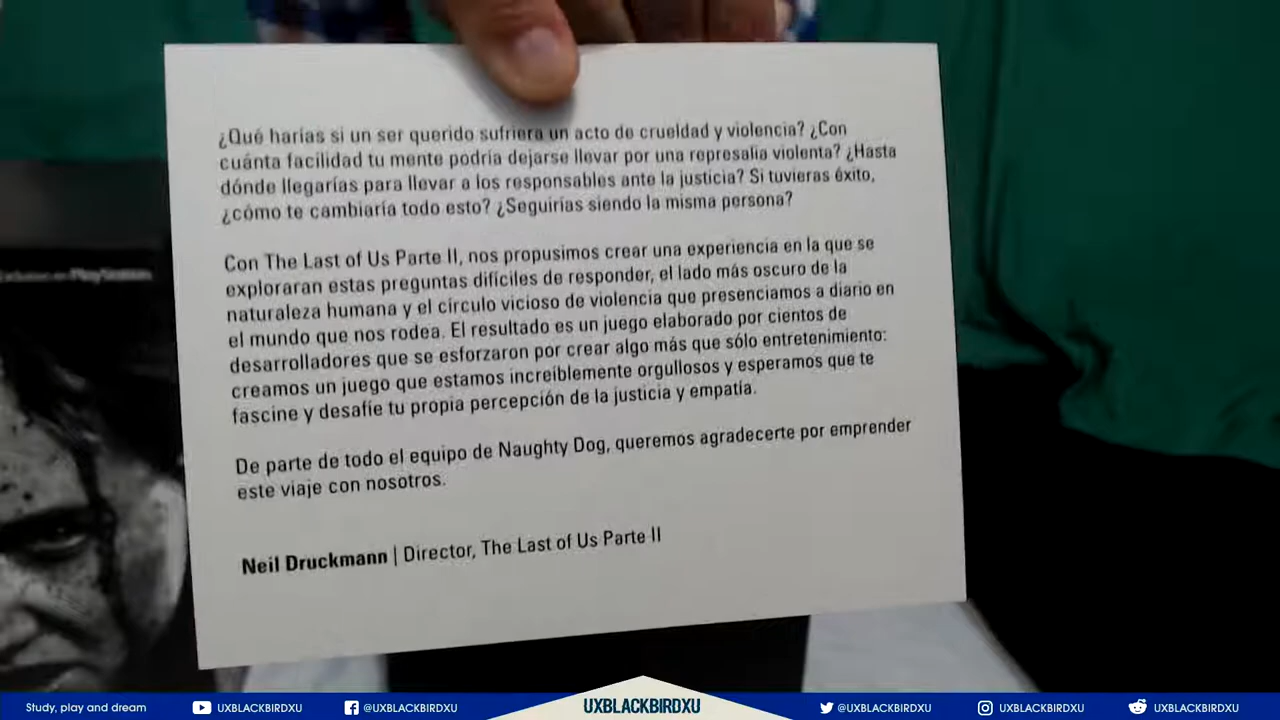 ¿Qué harías si un ser querido sufriera un acto de crueldad y violencia? ¿Con
cuánta facilidad tu mente podría dejarse llevar por una represalia violenta? ¿Hasta
dónde llegarías para llevar a los responsables ante la justicia? Si tuvieras éxito,
¿cómo te cambiaría todo esto? ¿Seguirías siendo la misma persona?
Con The Last of Us Parte II, nos propusimos crear una experiencia en la que se
exploraran estas preguntas difíciles de responder, el lado más oscuro de la
naturaleza humana y el círculo vicioso de violencia que presenciamos a diario en
el mundo que nos rodea. El resultado es un juego elaborado por cientos de
desarrolladores que se esforzaron por crear algo más que sólo entretenimiento:
creamos un juego que estamos increíblemente orgullosos y esperamos que te
fascine y desafíe tu propia percepción de la justicia y empatía.
De parte de todo el equipo de Naughty Dog, queremos agradecerte por emprender
este viaje con nosotros.
Neil Druckmann | Director, The Last of Us Parte II
PlayStation
Study, play and dream
UXBLACKBIRDXU
@UXBLACKBIRDXU
UXBLACKBIRDXU
@UXBLACKBIRDXU
UXBLACKBIRDXU
UXBLACKBIRDXU